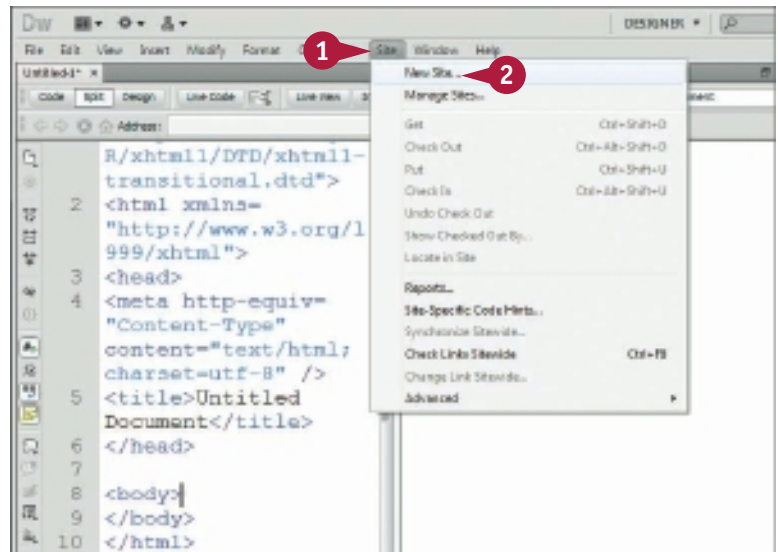 Dw DESIGNER
File Edit View Insert Modify Format Site Window Help
1
Untitled-1* x
Code Split Design Live Code Live View
Address:
New Site...
2
Manage Sites...
Get Ctrl+Shift+D
Check Out Ctrl+Alt+Shift+D
Put Ctrl+Shift+U
Check In Ctrl+Alt+Shift+U
Undo Check Out
Show Checked Out By...
Locate in Site
Reports...
Site-Specific Code Hints...
Synchronize Sitewide...
Check Links Sitewide Ctrl+F8
Change Link Sitewide...
Advanced
R/xhtml1/DTD/xhtml1-
transitional.dtd">
2 <html xmlns=
"http://www.w3.org/1
999/xhtml">
3 <head>
4 <meta http-equiv=
"Content-Type"
content="text/html;
charset=utf-8" />
5 <title>Untitled
Document</title>
6 </head>
7
8 <body>
9 </body>
10 </html>